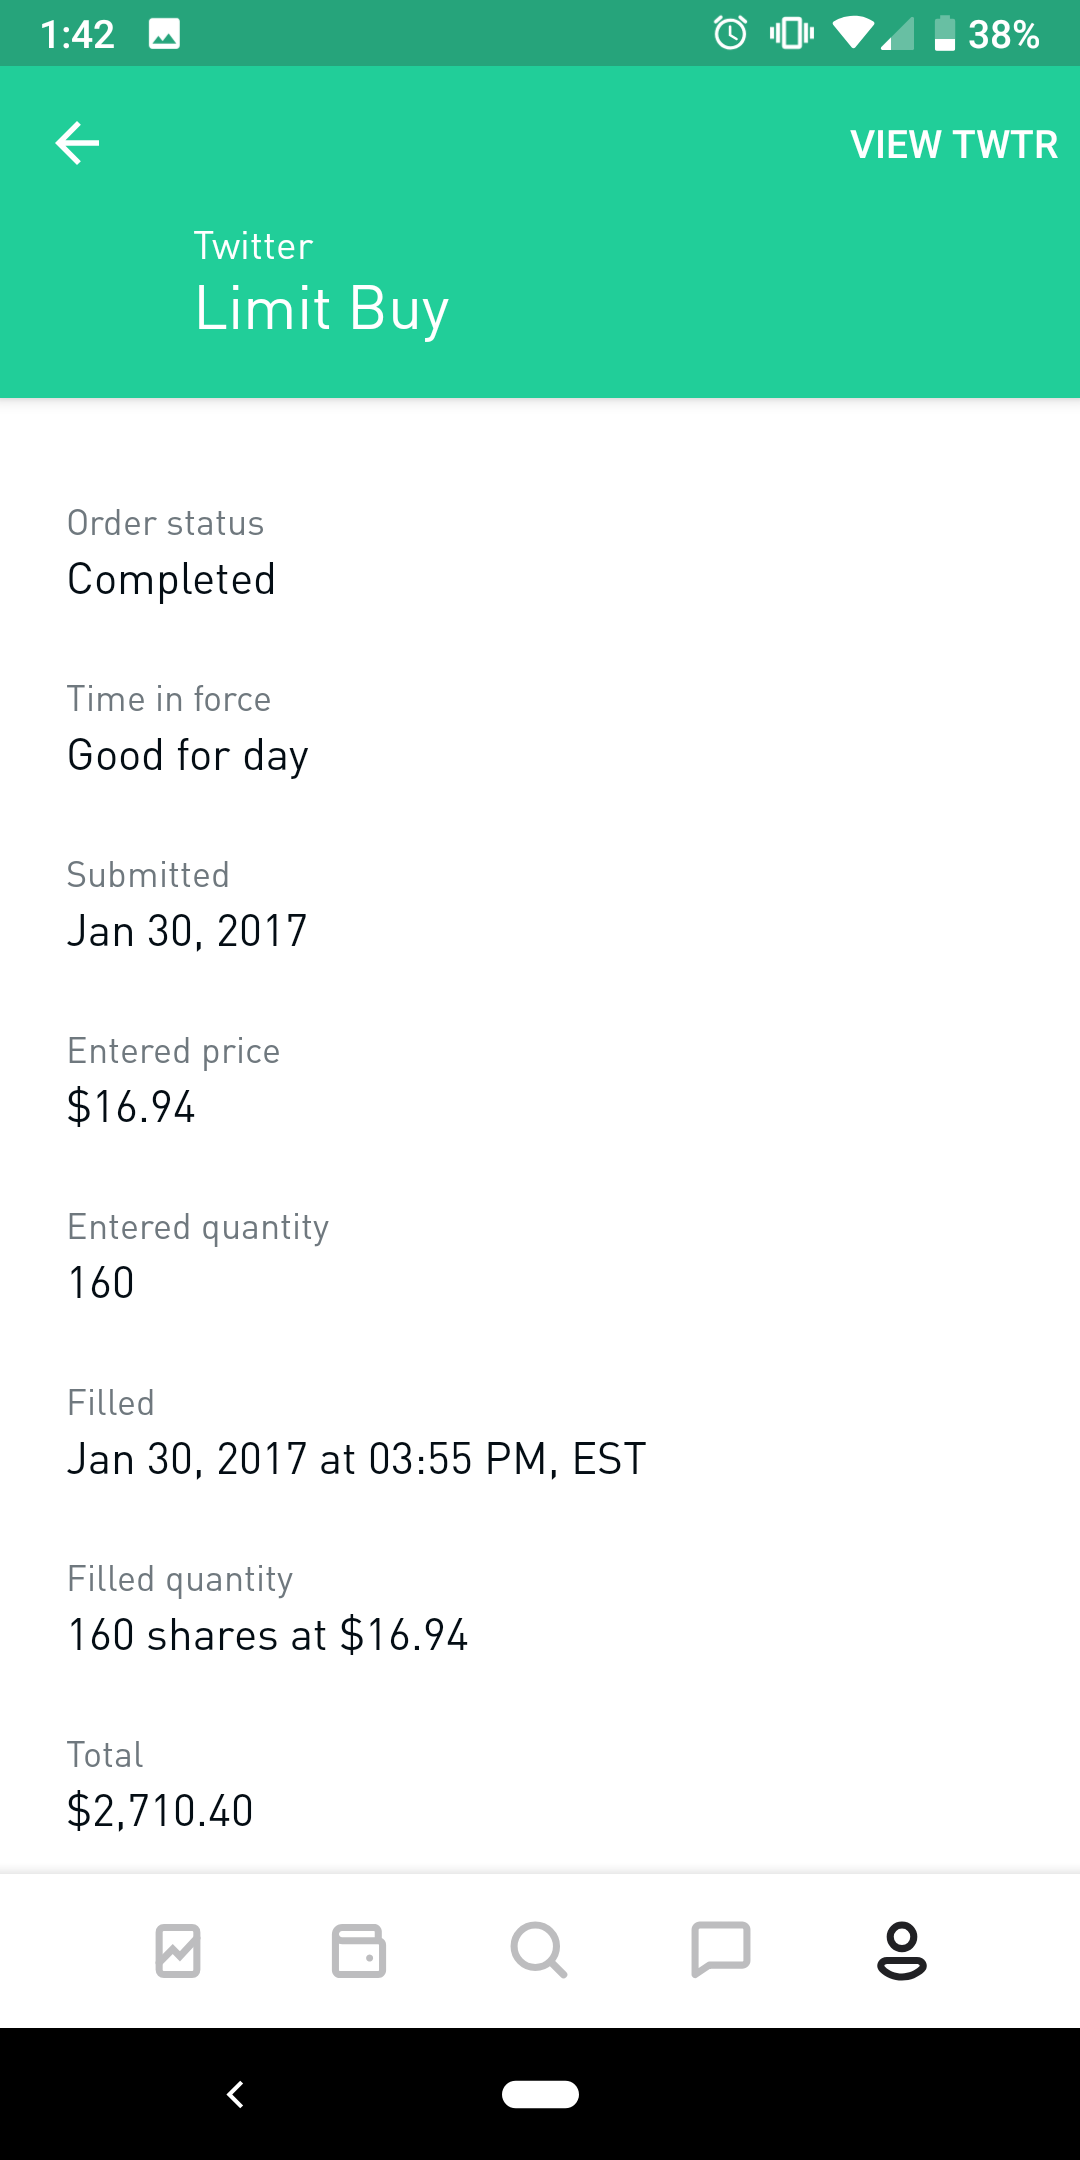 1:42 38%
VIEW TWTR
Twitter
Limit Buy
Order status
Completed
Time in force
Good for day
Submitted
Jan 30, 2017
Entered price
$16.94
Entered quantity
160
Filled
Jan 30, 2017 at 03:55 PM, EST
Filled quantity
160 shares at $16.94
Total
$2,710.40